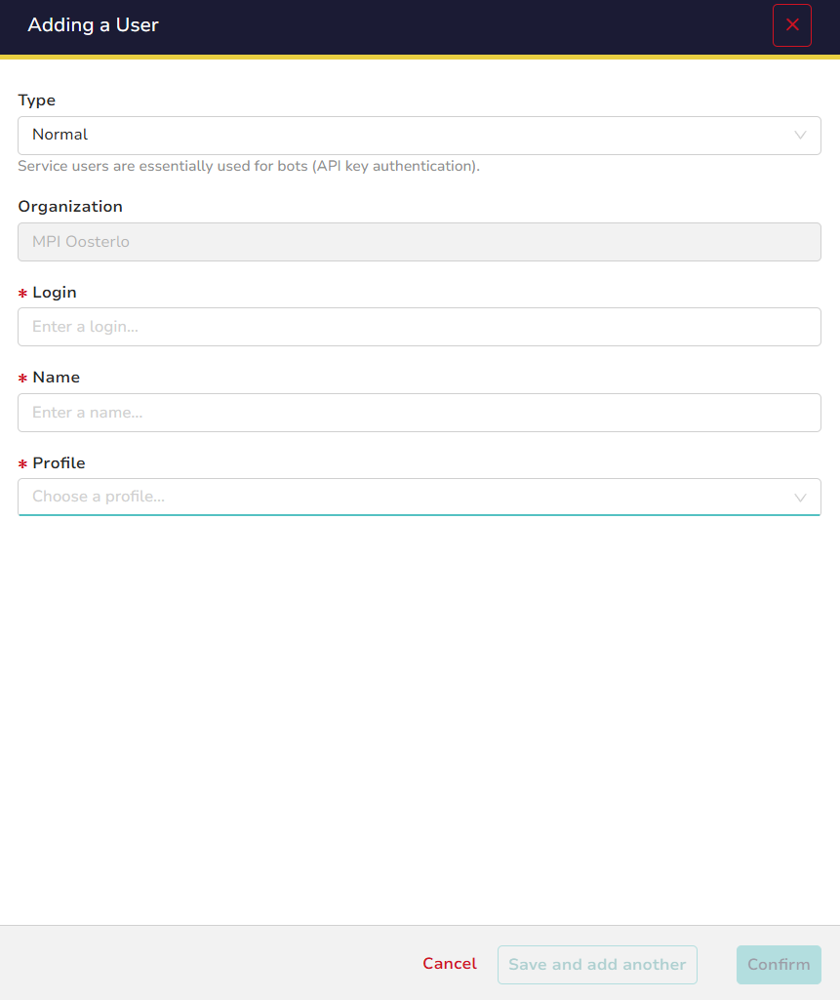 Adding a User
Type
Normal
Service users are essentially used for bots (API key authentication).
Organization
MPI Oosterlo
* Login
Enter a login...
* Name
Enter a name...
* Profile
Choose a profile...
Cancel
Save and add another
Confirm